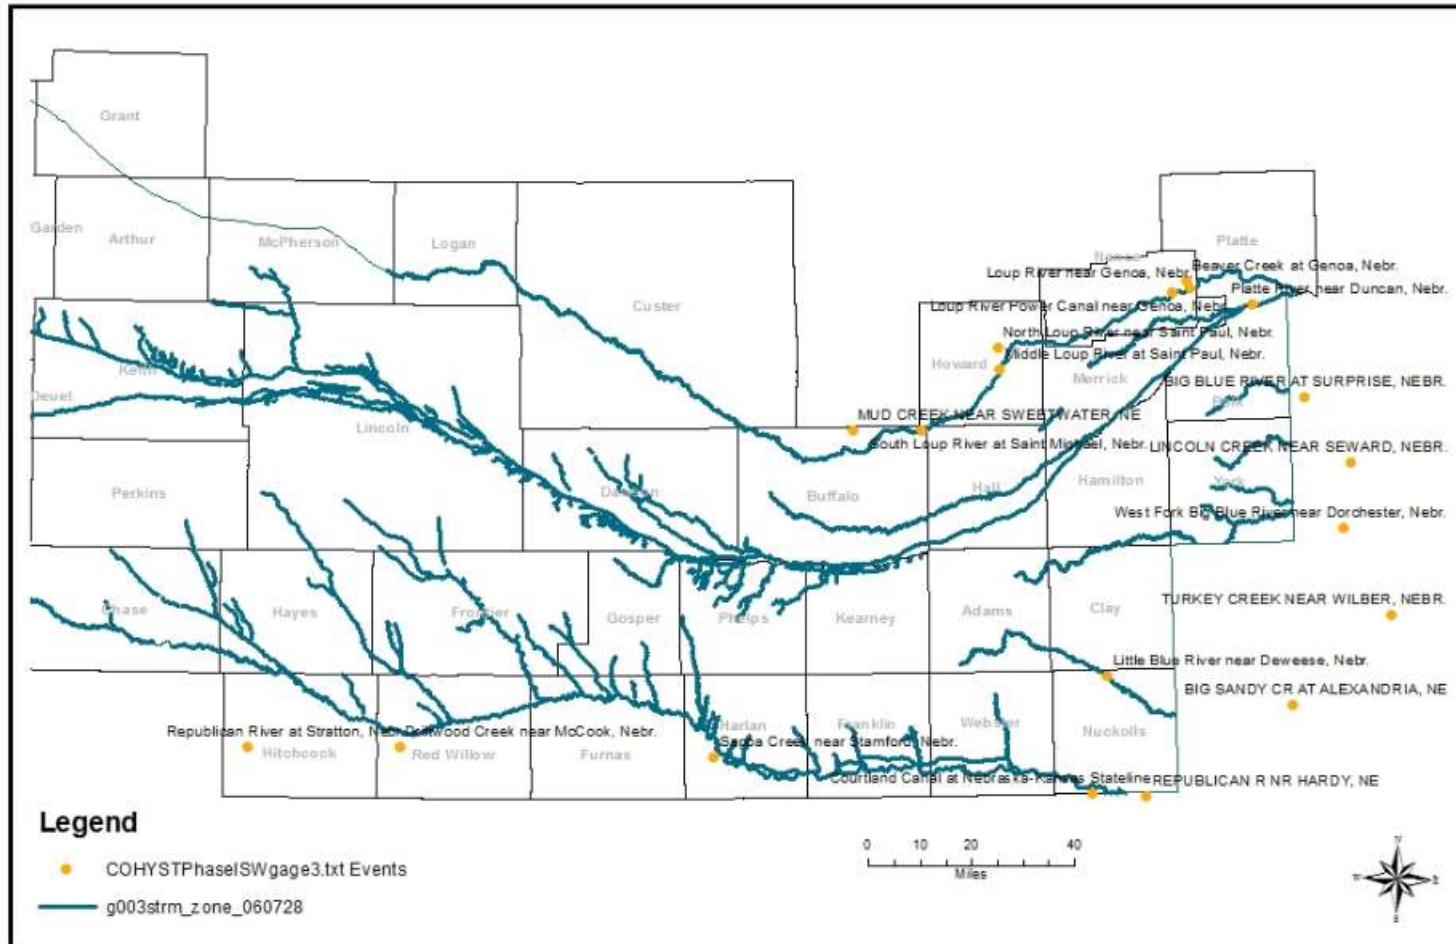 Grant
Garden
Arthur
McPherson
Logan
Platte
Nance
Beaver Creek at Genoa, Nebr.
Loup River near Genoa, Nebr.
Platte River near Duncan, Nebr.
Custer
Loup River Power Canal near Genoa, Nebr.
North Loup River near Saint Paul, Nebr.
Middle Loup River at Saint Paul, Nebr.
Howard
Keith
Merrick
BIG BLUE RIVER AT SURPRISE, NEBR.
Deuel
Polk
MUD CREEK NEAR SWEETWATER, NE
Lincoln
South Loup River at Saint Michael, Nebr.
LINCOLN CREEK NEAR SEWARD, NEBR.
Perkins
Dawson
Buffalo
Hall
Hamilton
York
West Fork Big Blue River near Dorchester, Nebr.
Chase
Hayes
Frontier
Gosper
Phelps
Kearney
Adams
Clay
TURKEY CREEK NEAR WILBER, NEBR.
Little Blue River near Deweese, Nebr.
BIG SANDY CR AT ALEXANDRIA, NE
Republican River at Stratton, Nebr.
Driftwood Creek near McCook, Nebr.
Harlan
Franklin
Webster
Nuckolls
Sappa Creek near Stamford, Nebr.
Hitchcock
Red Willow
Furnas
Courtland Canal at Nebraska-Kansas Stateline
REPUBLICAN R NR HARDY, NE
Legend
COHYSTPhaseISWgage3.txt Events
g003strm_zone_060728
0 10 20 40
Miles
N
W
E
S